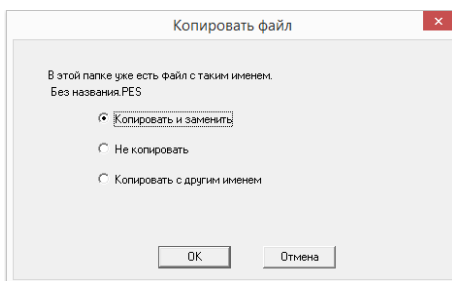 Копировать файл
В этой папке уже есть файл с таким именем.
Без названия.PES
Копировать и заменить
Не копировать
Копировать с другим именем
OK
Отмена